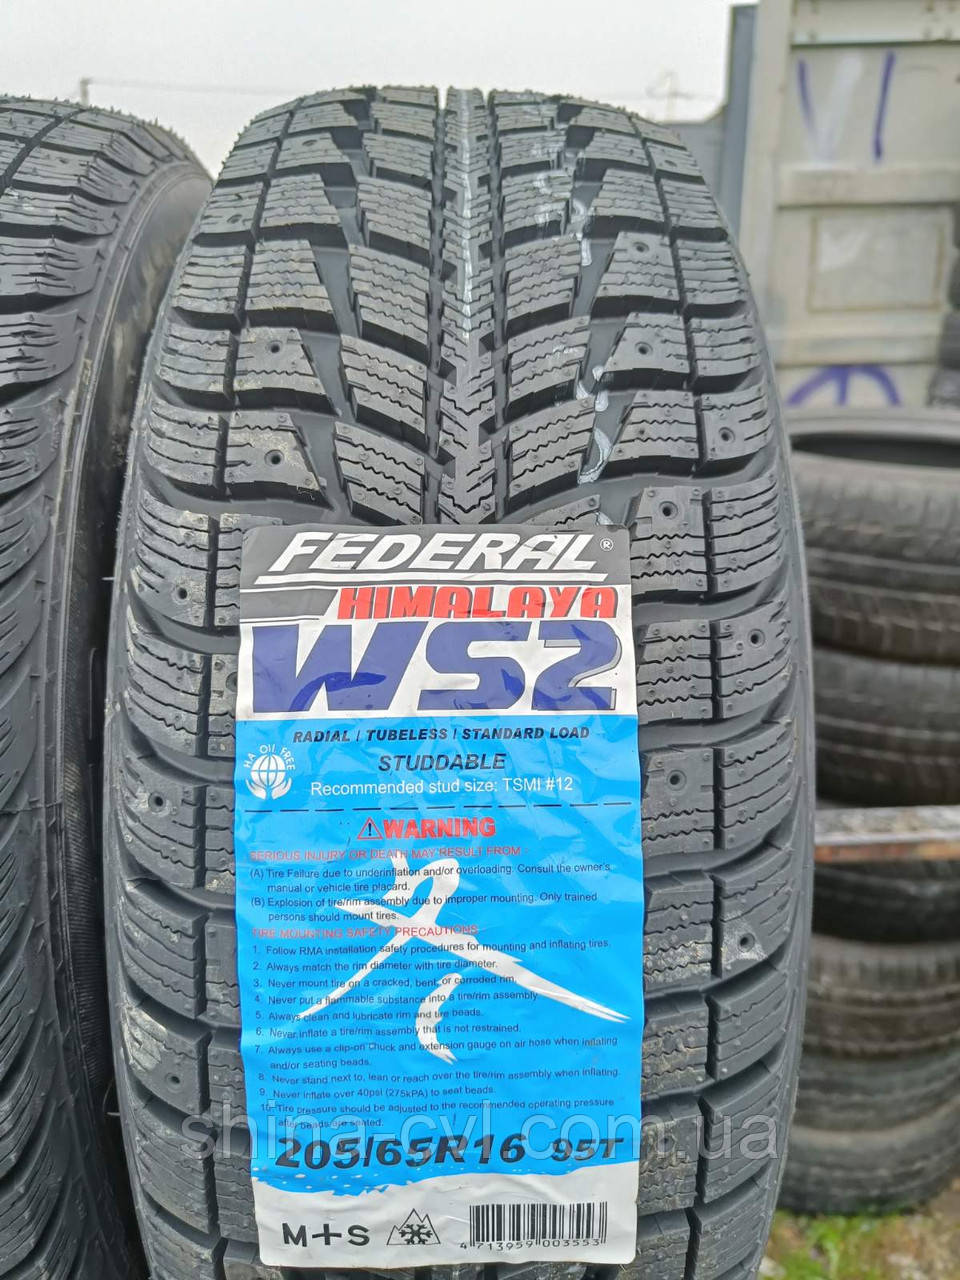 VI
FEDERAL®
HIMALAYA
WS2
RADIAL / TUBELESS / STANDARD LOAD
HA OIL FREE
STUDDABLE
Recommended stud size: TSMI #12
WARNING
SERIOUS INJURY OR DEATH MAY RESULT FROM :
(A) Tire Failure due to underinflation and/or overloading. Consult the owner's
manual or vehicle tire placard.
(B) Explosion of tire/rim assembly due to improper mounting. Only trained
persons should mount tires.
TIRE MOUNTING SAFETY PRECAUTIONS
1. Follow RMA installation safety procedures for mounting and inflating tires.
2. Always match the rim diameter with tire diameter.
3. Never mount tire on a cracked, bent, or corroded rim.
4. Never put a flammable substance into a tire/rim assembly
5. Always clean and lubricate rim and tire beads.
6. Never inflate a tire/rim assembly that is not restrained.
7. Always use a clip-on chuck and extension gauge on air hose when inflating
and/or seating beads.
8. Never stand next to, lean or reach over the tire/rim assembly when inflating.
9. Never inflate over 40psi (275kPA) to seat beads.
10. Tire pressure should be adjusted to the recommended operating pressure
after beads are seated.
shina-cvl.com.ua
205/65R16 95T
M+S
4 713959 003553